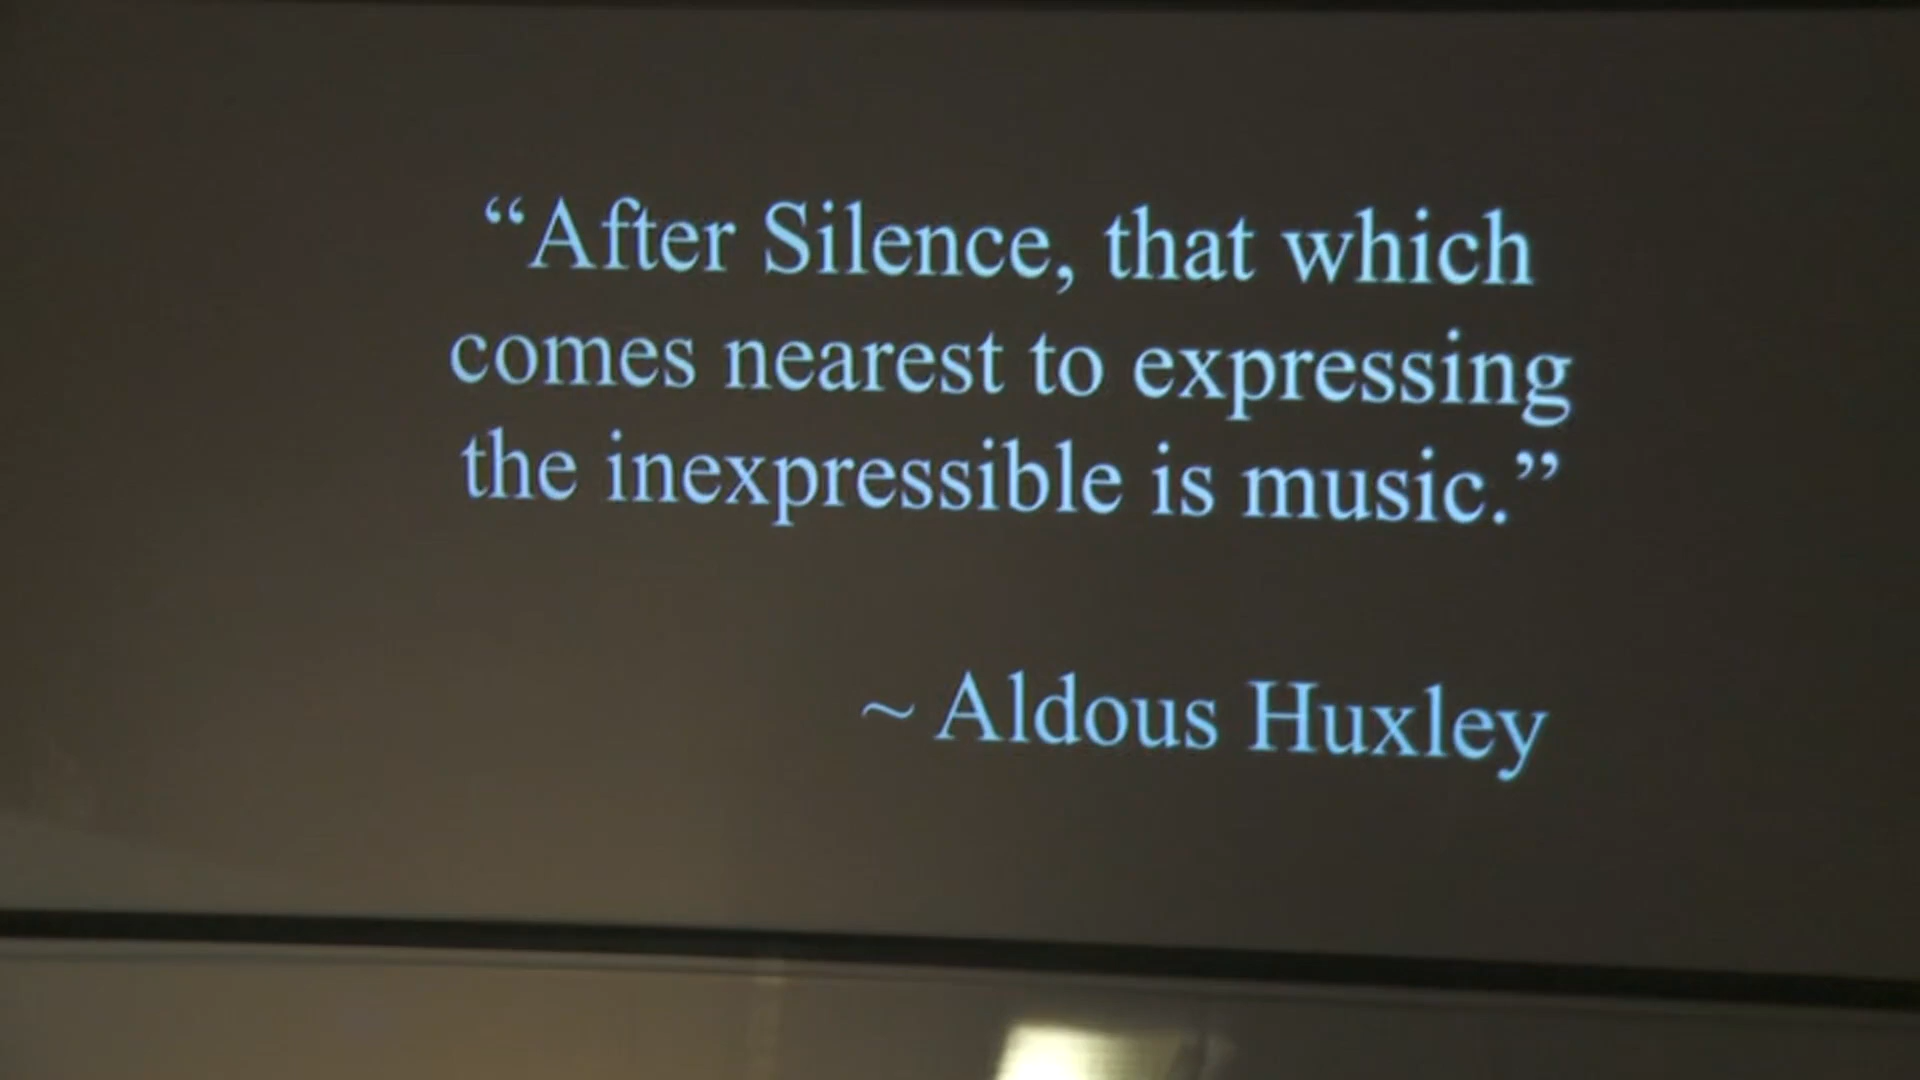 “After Silence, that which
comes nearest to expressing
the inexpressible is music.”
~ Aldous Huxley